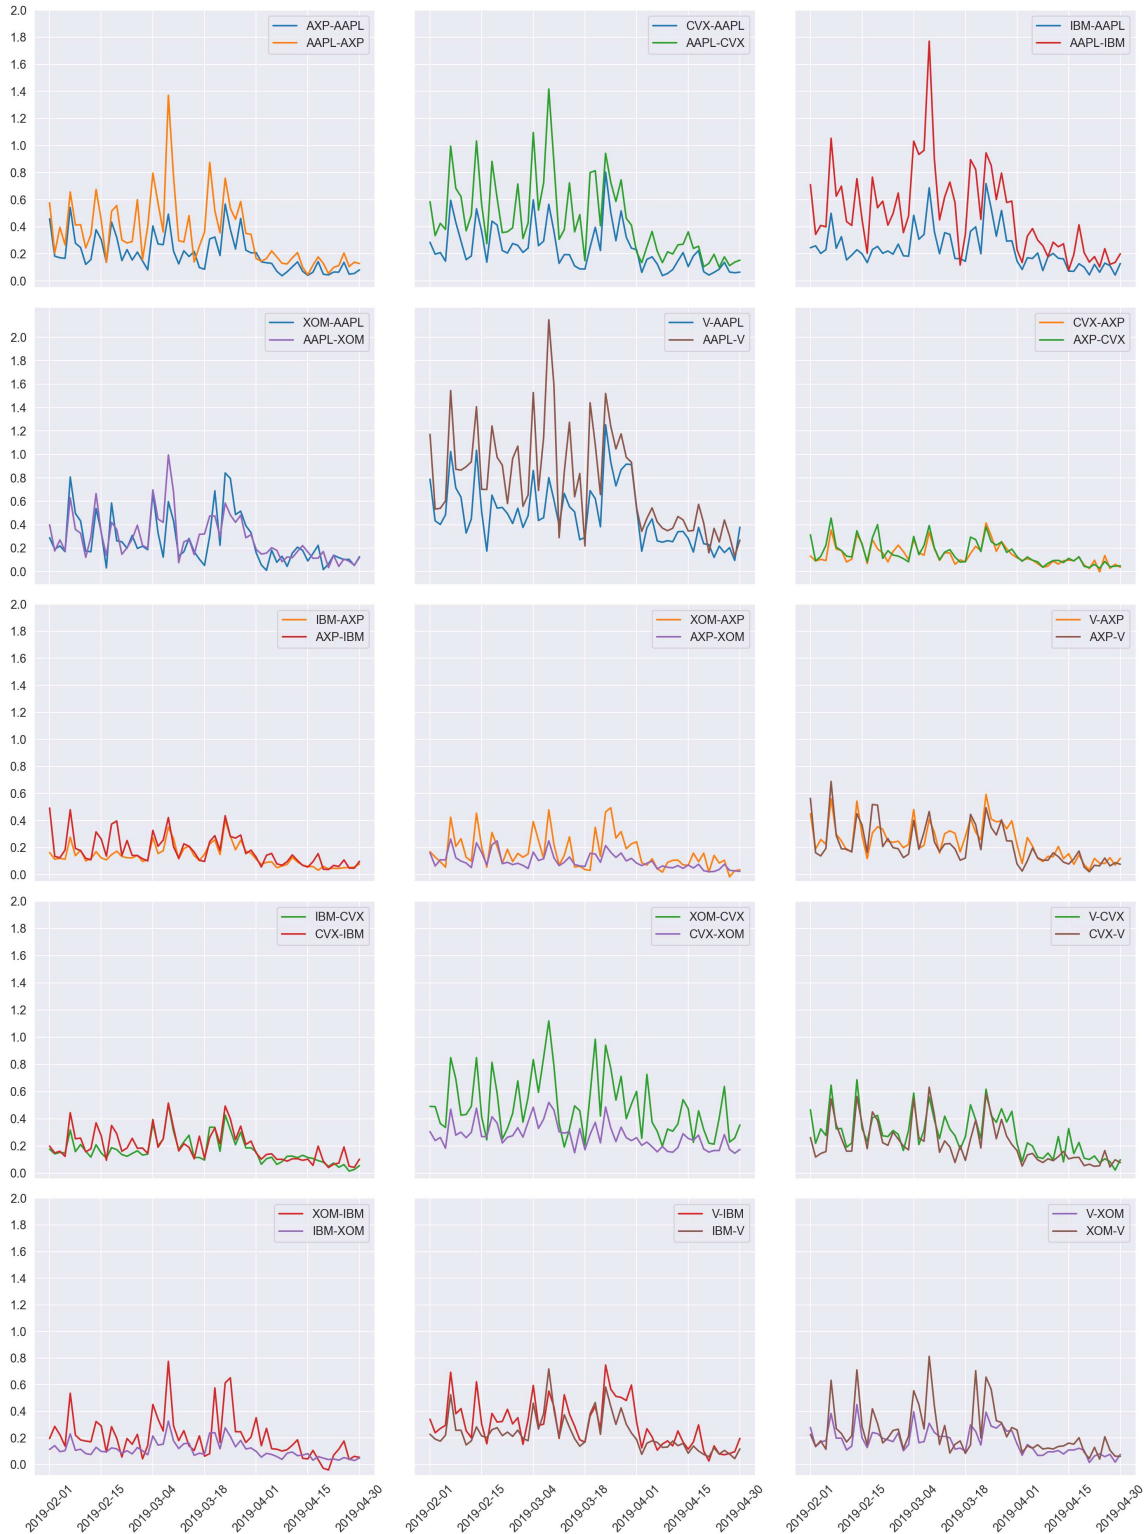 2.0
1.8
1.6
1.4
1.2
1.0
0.8
0.6
0.4
0.2
0.0
AXP-AAPL
AAPL-AXP
CVX-AAPL
AAPL-CVX
IBM-AAPL
AAPL-IBM
2.0
1.8
1.6
1.4
1.2
1.0
0.8
0.6
0.4
0.2
0.0
XOM-AAPL
AAPL-XOM
V-AAPL
AAPL-V
CVX-AXP
AXP-CVX
2.0
1.8
1.6
1.4
1.2
1.0
0.8
0.6
0.4
0.2
0.0
IBM-AXP
AXP-IBM
XOM-AXP
AXP-XOM
V-AXP
AXP-V
2.0
1.8
1.6
1.4
1.2
1.0
0.8
0.6
0.4
0.2
0.0
IBM-CVX
CVX-IBM
XOM-CVX
CVX-XOM
V-CVX
CVX-V
2.0
1.8
1.6
1.4
1.2
1.0
0.8
0.6
0.4
0.2
0.0
XOM-IBM
IBM-XOM
V-IBM
IBM-V
V-XOM
XOM-V
2019-02-01
2019-02-15
2019-03-04
2019-03-18
2019-04-01
2019-04-15
2019-04-30
2019-02-01
2019-02-15
2019-03-04
2019-03-18
2019-04-01
2019-04-15
2019-04-30
2019-02-01
2019-02-15
2019-03-04
2019-03-18
2019-04-01
2019-04-15
2019-04-30